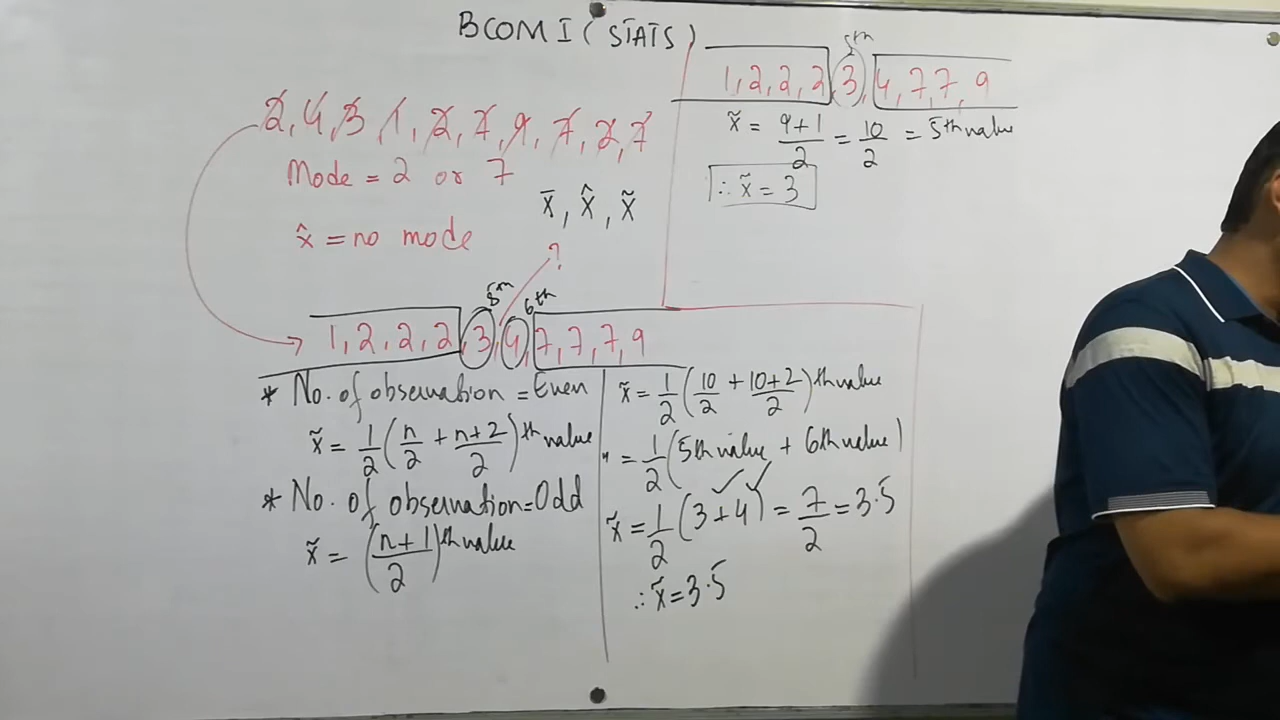 BCOM I ( STATS )
2, 4, 3, 1, 2, 7, 9, 7, 2, 7
Mode = 2 or 7
x̂ = no mode
x̄, x̂, x̃
?
5th 6th
1, 2, 2, 2, 3, 4, 7, 7, 7, 9
* No. of observation = Even
x̃ = 1/2 (n/2 + n+2/2)th value
* No. of observation = Odd
x̃ = (n+1/2)th value
5th
1, 2, 2, 2, 3, 4, 7, 7, 9
x̃ = 9+1/2 = 10/2 = 5th value
∴ x̃ = 3
x̃ = 1/2 (10/2 + 10+2/2)th value
" = 1/2 (5th value + 6th value)
x̃ = 1/2 (3+4) = 7/2 = 3.5
∴ x̃ = 3.5